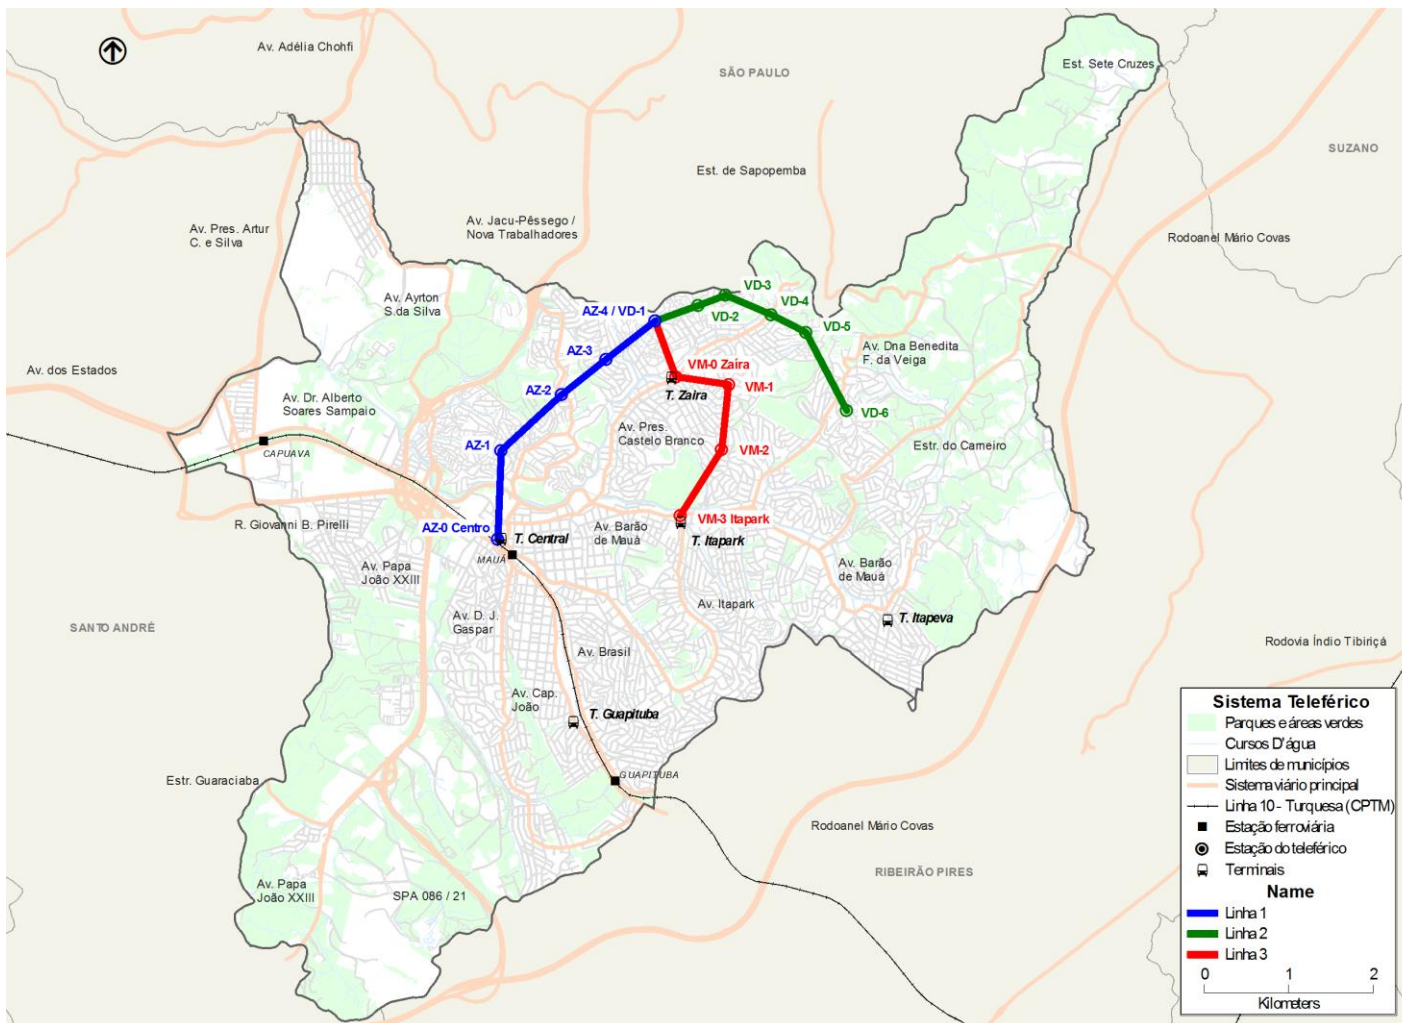 Av. Adélia Chohfi
SÃO PAULO
Est. Sete Cruzes
SUZANO
Est. de Sapopemba
Av. Jacu-Pêssego /
Nova Trabalhadores
Av. Pres. Artur
C. e Silva
Rodoanel Mário Covas
Av. Ayrton
S.da Silva
VD-3
AZ-4 / VD-1
VD-4
VD-2
VD-5
Av. Dna Benedita
F. da Veiga
AZ-3
VM-0 Zaíra
Av. dos Estados
VM-1
T. Zaira
AZ-2
Av. Dr. Alberto
Soares Sampaio
VD-6
Av. Pres.
Castelo Branco
AZ-1
VM-2
Estr. do Carneiro
CAPUAVA
R. Giovanni B. Pirelli
AZ-0 Centro
VM-3 Itapark
Av. Barão
de Mauá
T. Central
T. Itapark
MAUÁ
Av. Papa
João XXIII
Av. Barão
de Mauá
Av. Itapark
Av. D. J.
Gaspar
T. Itapeva
SANTO ANDRÉ
Rodovia Índio Tibiriçá
Av. Brasil
Av. Cap.
João
T. Guapituba
Estr. Guaraciaba
GUAPITUBA
Rodoanel Mário Covas
RIBEIRÃO PIRES
Av. Papa
João XXIII
SPA 086 / 21
Sistema Teleférico
Parques e áreas verdes
Cursos D'água
Limites de municípios
Sistema viário principal
Linha 10 - Turquesa (CPTM)
Estação ferroviária
Estação do teleférico
Terminais
Name
Linha 1
Linha 2
Linha 3
0 1 2
Kilometers